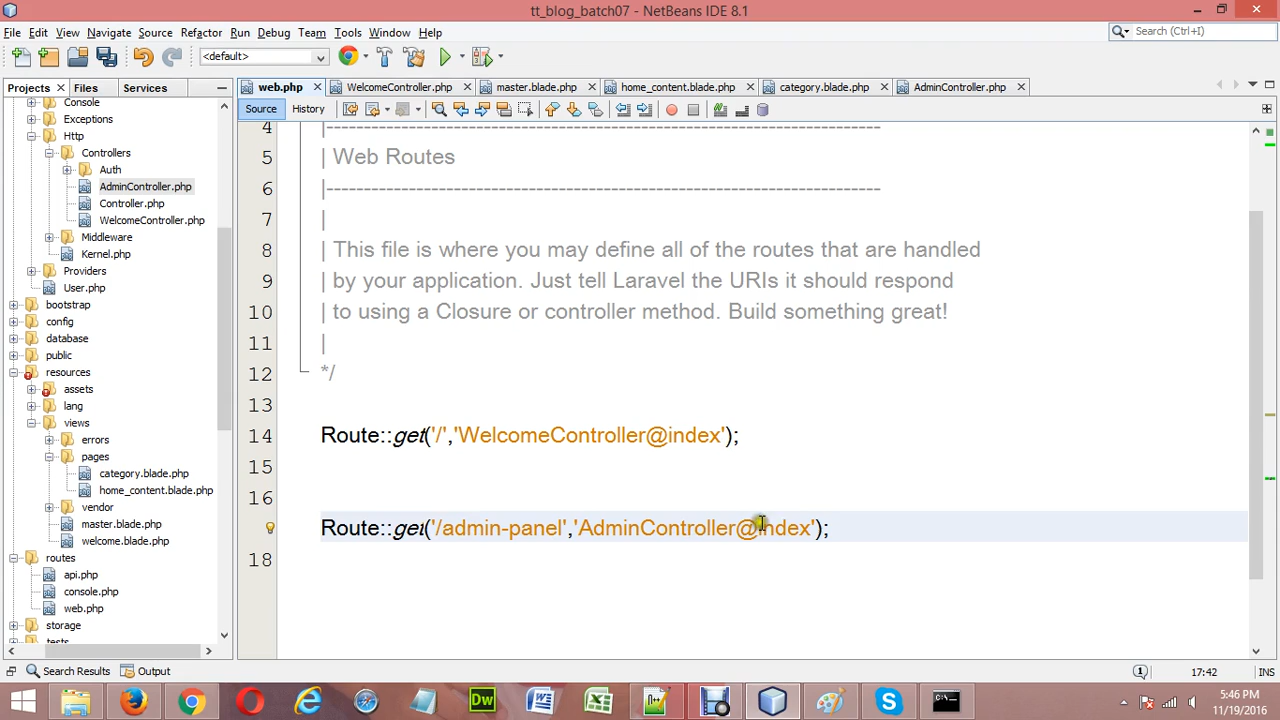 tt_blog_batch07 - NetBeans IDE 8.1
File Edit View Navigate Source Refactor Run Debug Team Tools Window Help
Search (Ctrl+I)
<default>
Projects Files Services
web.php WelcomeController.php master.blade.php home_content.blade.php category.blade.php AdminController.php
Source History
Console
Exceptions
Http
Controllers
Auth
AdminController.php
Controller.php
WelcomeController.php
Middleware
Kernel.php
Providers
User.php
bootstrap
config
database
public
resources
assets
lang
views
errors
pages
category.blade.php
home_content.blade.php
vendor
master.blade.php
welcome.blade.php
routes
api.php
console.php
web.php
storage
tests
4 |--------------------------------------------------------------------------
5 | Web Routes
6 |--------------------------------------------------------------------------
7 |
8 | This file is where you may define all of the routes that are handled
9 | by your application. Just tell Laravel the URIs it should respond
10 | to using a Closure or controller method. Build something great!
11 |
12 */
13
14 Route::get('/','WelcomeController@index');
15
16
Route::get('/admin-panel','AdminController@index');
18
Search Results Output
1 17:42 INS
5:46 PM
11/19/2016